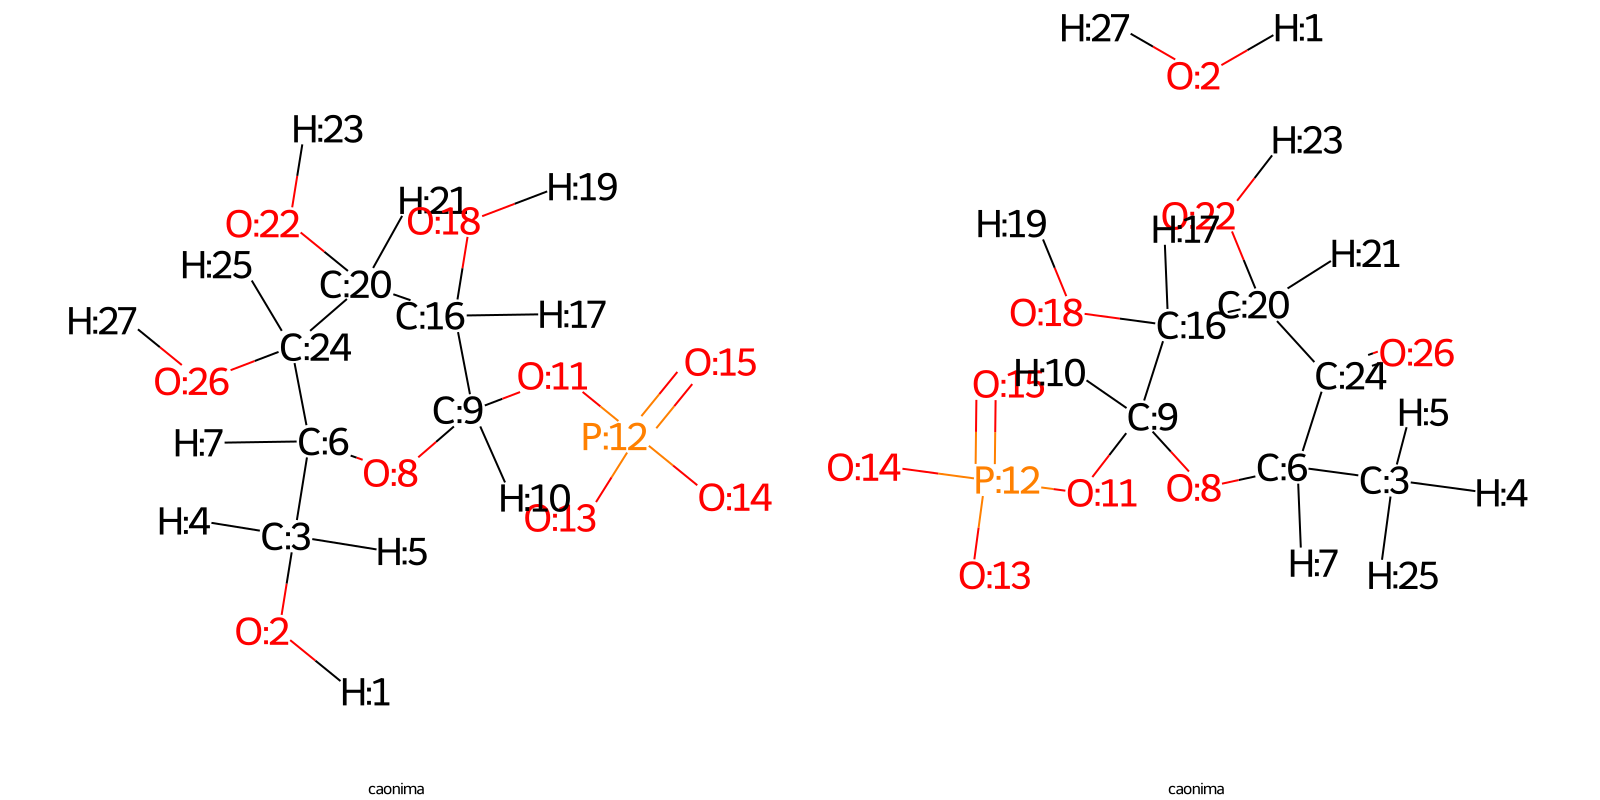 H:27 H:1
O:2
H:23
H:23
H:21 H:19
O:22 O:18
H:19 O:22
H:17
H:25
H:21
C:20
H:27
C:16 H:17
O:18 C:16 C:20
C:24
O:26
O:26
O:11 O:15
H:10 C:24
O:15
C:9
H:5
C:9
P:12
H:7 C:6
O:8
O:14 C:6
P:12 C:3
O:8 O:11
H:4
H:10 O:14
O:13
H:4 C:3
H:5
H:7
O:13 H:25
O:2
H:1
caonima caonima